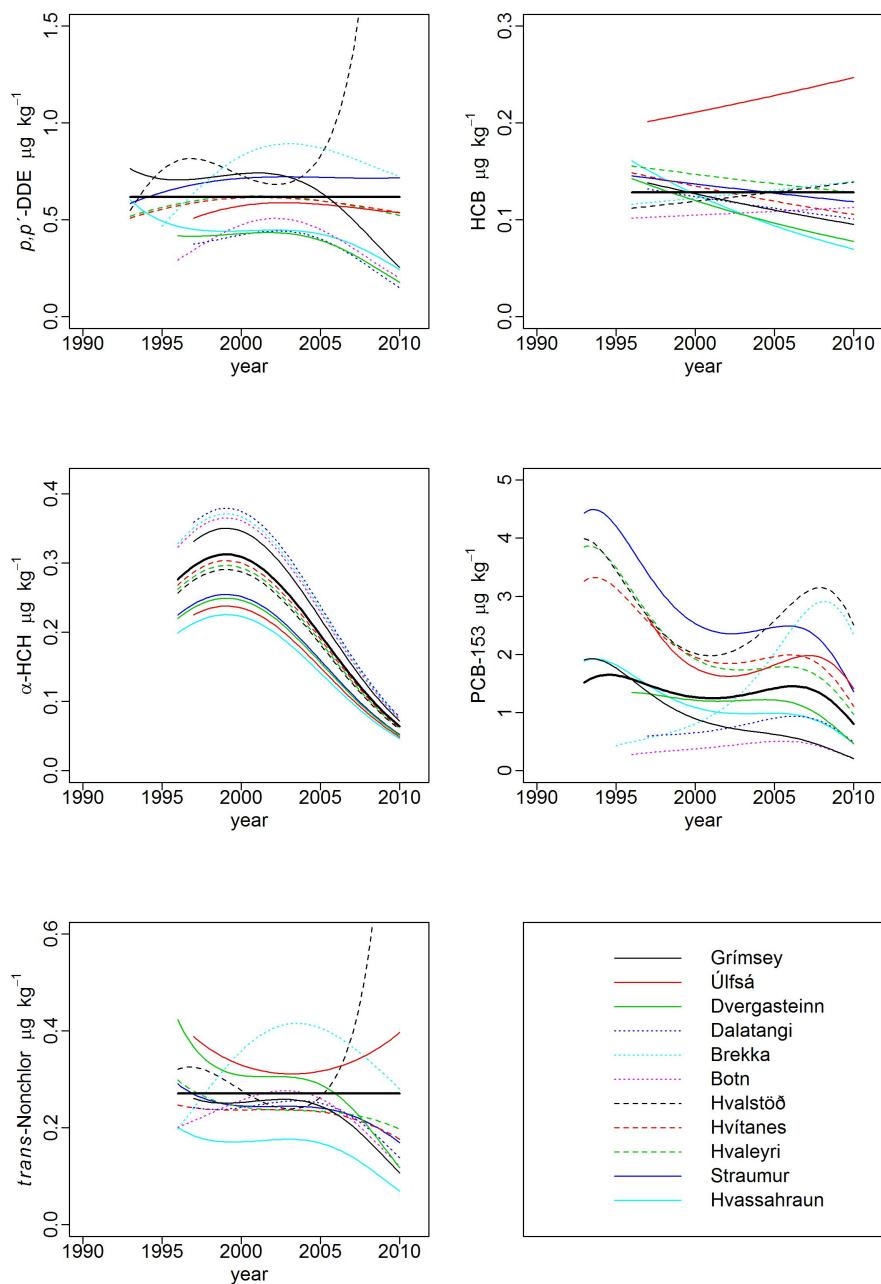 p,p´-DDE µg kg⁻¹
0.0 0.5 1.0 1.5
1990 1995 2000 2005 2010
year
HCB µg kg⁻¹
0.0 0.1 0.2 0.3
1990 1995 2000 2005 2010
year
α-HCH µg kg⁻¹
0.0 0.1 0.2 0.3 0.4
1990 1995 2000 2005 2010
year
PCB-153 µg kg⁻¹
0 1 2 3 4 5
1990 1995 2000 2005 2010
year
trans-Nonchlor µg kg⁻¹
0.0 0.2 0.4 0.6
1990 1995 2000 2005 2010
year
Grímsey
Úlfsá
Dvergasteinn
Dalatangi
Brekka
Botn
Hvalstöð
Hvítanes
Hvaleyri
Straumur
Hvassahraun